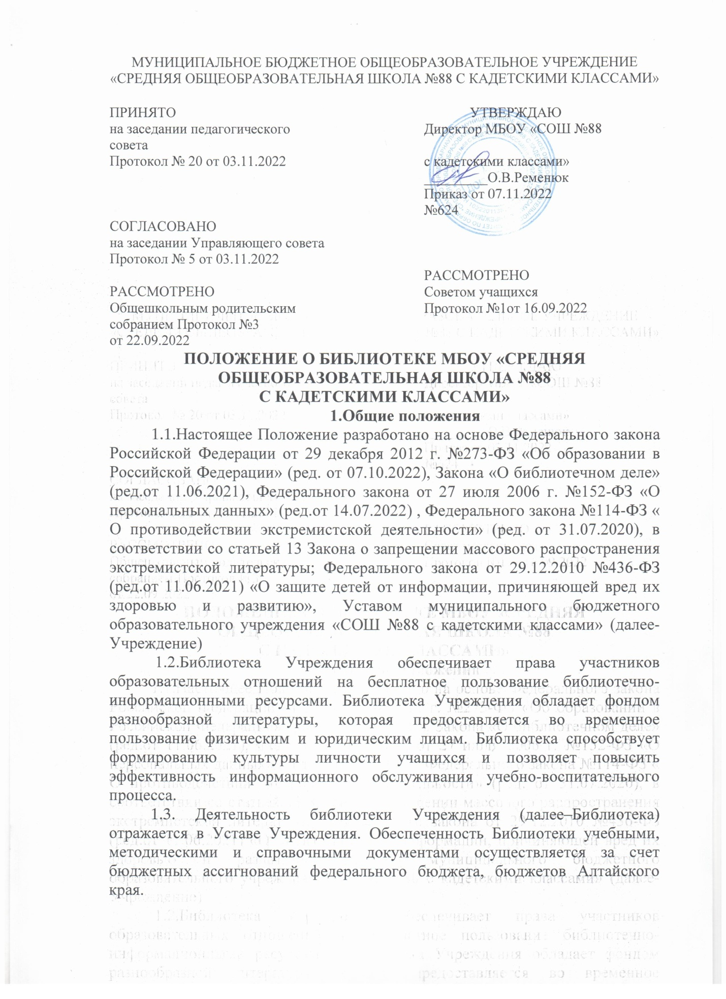 МУНИЦИПАЛЬНОЕ БЮДЖЕТНОЕ ОБЩЕОБРАЗОВАТЕЛЬНОЕ УЧРЕЖДЕНИЕ
«СРЕДНЯЯ ОБЩЕОБРАЗОВАТЕЛЬНАЯ ШКОЛА №88 С КАДЕТСКИМИ КЛАССАМИ»
ПРИНЯТО
на заседании педагогического
совета
Протокол № 20 от 03.11.2022
УТВЕРЖДАЮ
Директор МБОУ «СОШ №88
с кадетскими классами»
_________О.В.Ременюк
Приказ от 07.11.2022
№624
СОГЛАСОВАНО
на заседании Управляющего совета
Протокол № 5 от 03.11.2022
РАССМОТРЕНО
Общешкольным родительским
собранием Протокол №3
от 22.09.2022
РАССМОТРЕНО
Советом учащихся
Протокол №1от 16.09.2022
ПОЛОЖЕНИЕ О БИБЛИОТЕКЕ МБОУ «СРЕДНЯЯ
ОБЩЕОБРАЗОВАТЕЛЬНАЯ ШКОЛА №88
С КАДЕТСКИМИ КЛАССАМИ»
1.Общие положения
1.1.Настоящее Положение разработано на основе Федерального закона
Российской Федерации от 29 декабря 2012 г. №273-ФЗ «Об образовании в
Российской Федерации» (ред. от 07.10.2022), Закона «О библиотечном деле»
(ред.от 11.06.2021), Федерального закона от 27 июля 2006 г. №152-ФЗ «О
персональных данных» (ред.от 14.07.2022) , Федерального закона №114-ФЗ «
О противодействии экстремистской деятельности» (ред. от 31.07.2020), в
соответствии со статьей 13 Закона о запрещении массового распространения
экстремистской литературы; Федерального закона от 29.12.2010 №436-ФЗ
(ред.от 11.06.2021) «О защите детей от информации, причиняющей вред их
здоровью и развитию», Уставом муниципального бюджетного
образовательного учреждения «СОШ №88 с кадетскими классами» (далее-
Учреждение)
1.2.Библиотека Учреждения обеспечивает права участников
образовательных отношений на бесплатное пользование библиотечно-
информационными ресурсами. Библиотека Учреждения обладает фондом
разнообразной литературы, которая предоставляется во временное
пользование физическим и юридическим лицам. Библиотека способствует
формированию культуры личности учащихся и позволяет повысить
эффективность информационного обслуживания учебно-воспитательного
процесса.
1.3. Деятельность библиотеки Учреждения (далее–Библиотека)
отражается в Уставе Учреждения. Обеспеченность Библиотеки учебными,
методическими и справочными документами осуществляется за счет
бюджетных ассигнований федерального бюджета, бюджетов Алтайского
края.